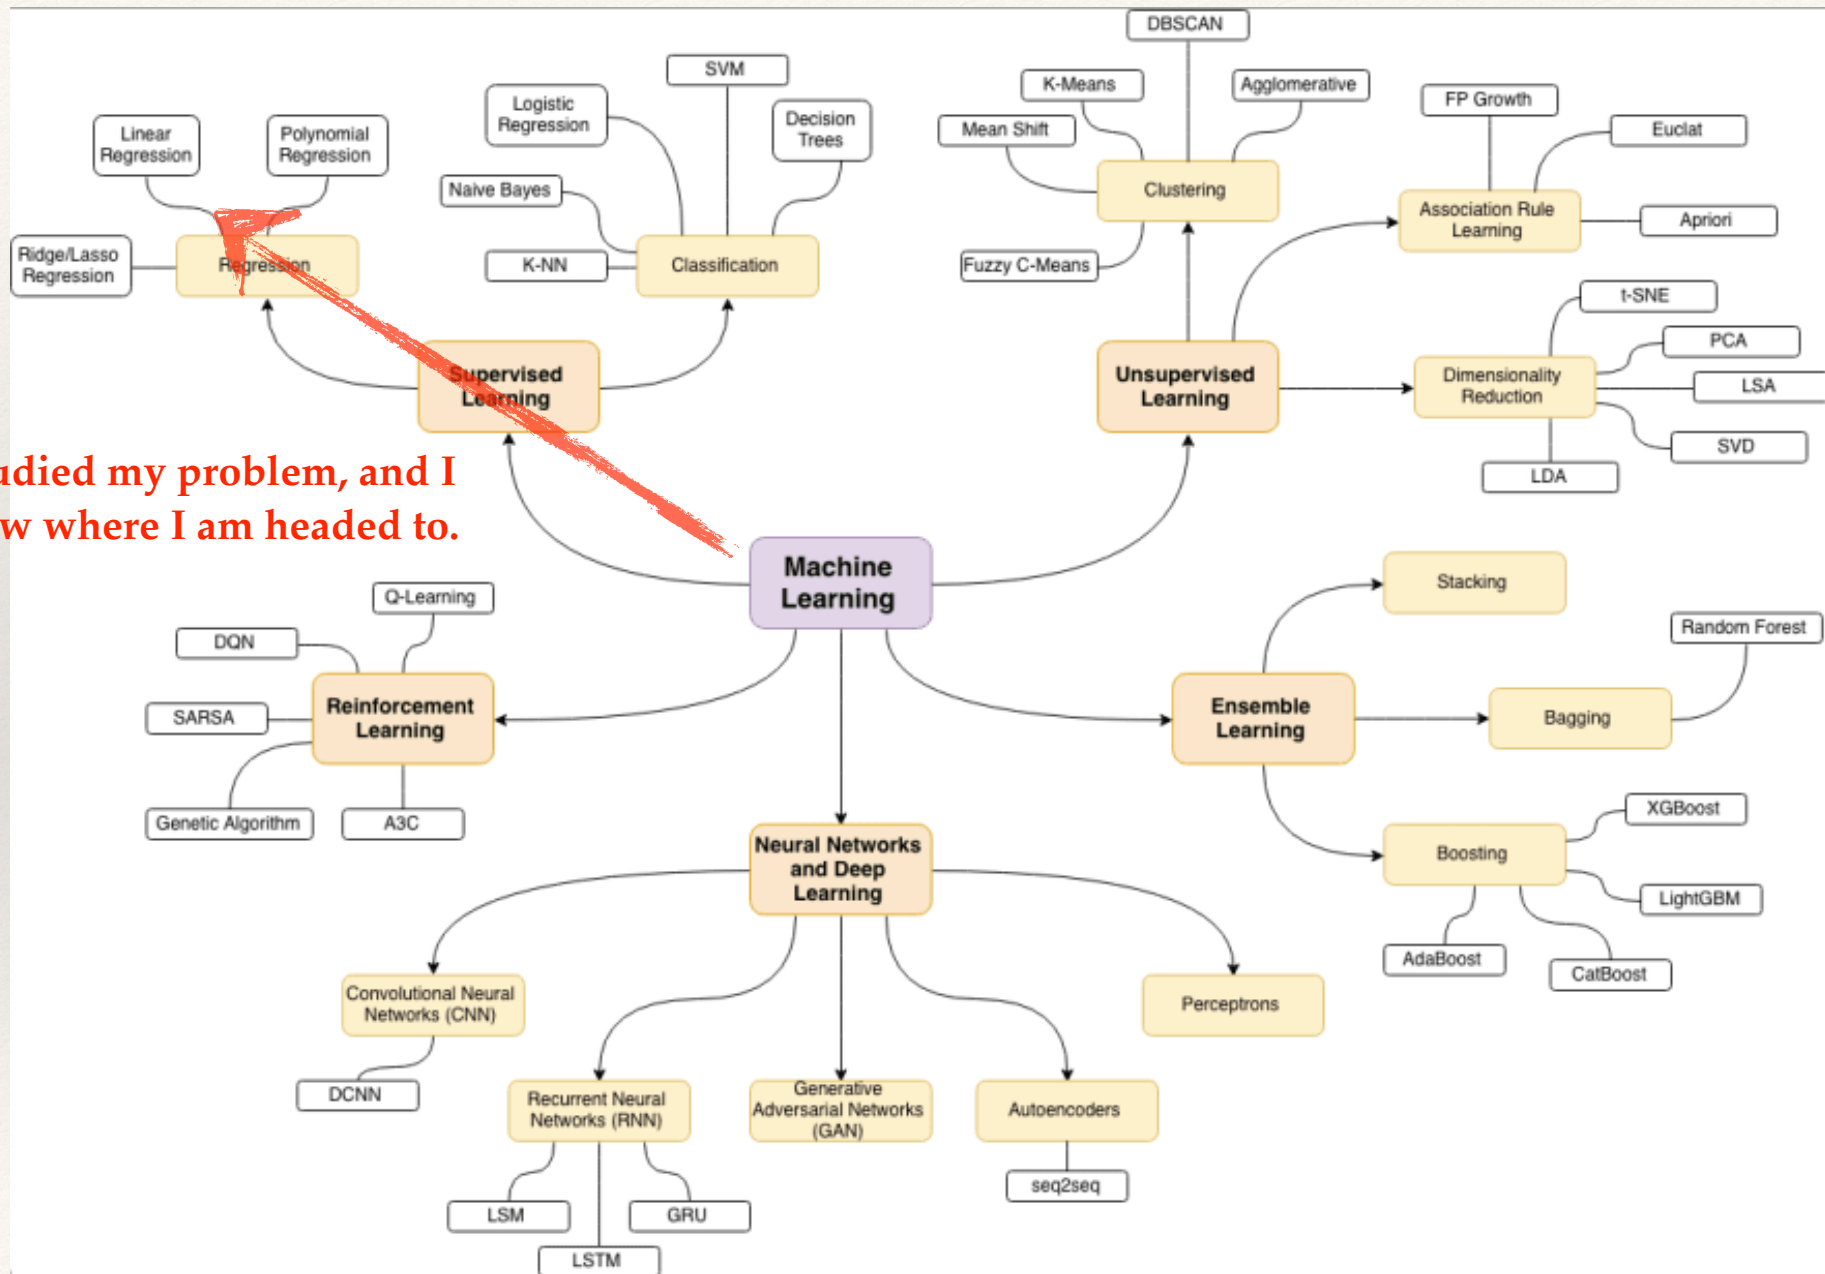 DBSCAN
SVM
K-Means
Agglomerative
Logistic
Regression
FP Growth
Linear
Regression
Polynomial
Regression
Decision
Trees
Mean Shift
Euclat
Naive Bayes
Clustering
Association Rule
Learning
Apriori
Ridge/Lasso
Regression
Regression
K-NN
Classification
Fuzzy C-Means
t-SNE
PCA
Supervised
Learning
Unsupervised
Learning
Dimensionality
Reduction
LSA
SVD
LDA
my problem, and I
where I am headed to.
Machine
Learning
Stacking
Q-Learning
Random Forest
DQN
Reinforcement
Learning
SARSA
Ensemble
Learning
Bagging
Genetic Algorithm
A3C
XGBoost
Neural Networks
and Deep
Learning
Boosting
LightGBM
AdaBoost
CatBoost
Convolutional Neural
Networks (CNN)
Perceptrons
DCNN
Recurrent Neural
Networks (RNN)
Generative
Adversarial Networks
(GAN)
Autoencoders
seq2seq
LSM
GRU
LSTM